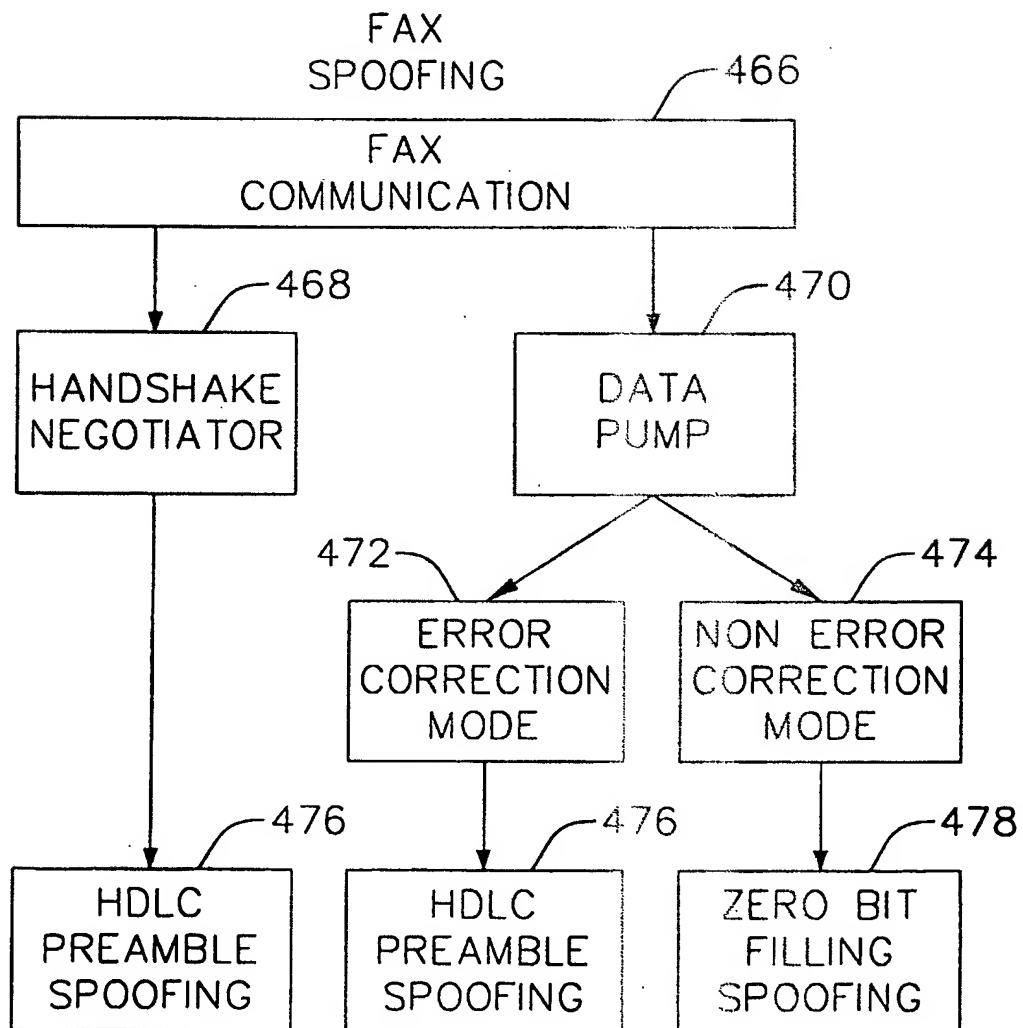 FAX
SPOOFING
466
FAX
COMMUNICATION
468
470
HANDSHAKE
NEGOTIATOR
DATA
PUMP
472
474
ERROR
CORRECTION
MODE
NON ERROR
CORRECTION
MODE
476
476
478
HDLC
PREAMBLE
SPOOFING
HDLC
PREAMBLE
SPOOFING
ZERO BIT
FILLING
SPOOFING